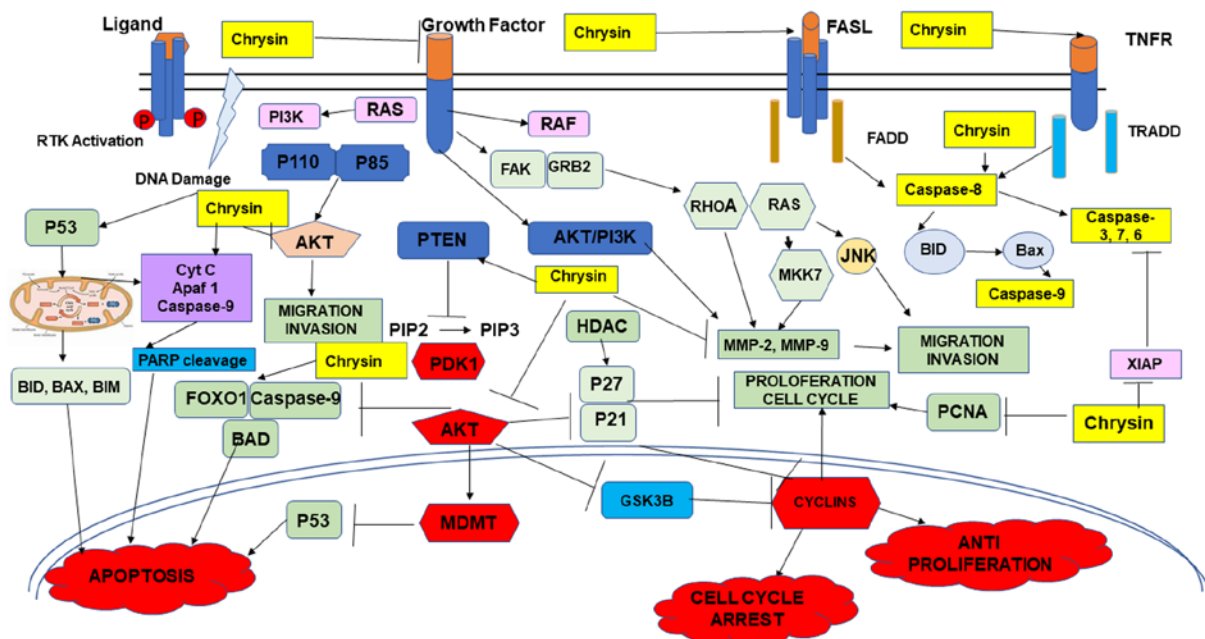 Ligand
Chrysin
Growth Factor
Chrysin
FASL
Chrysin
TNFR
P
P
RTK Activation
PI3K
RAS
RAF
P110
P85
FAK
GRB2
FADD
Chrysin
TRADD
DNA Damage
P53
Chrysin
AKT
PTEN
AKT/PI3K
RHOA
RAS
JNK
Caspase-8
Caspase-
3, 7, 6
BID
Bax
Caspase-9
Cyt C
Apaf 1
Caspase-9
Chrysin
MKK7
MIGRATION
INVASION
PIP2
PIP3
HDAC
MMP-2, MMP-9
MIGRATION
INVASION
XIAP
PARP cleavage
Chrysin
PDK1
BID, BAX, BIM
FOXO1
Caspase-9
BAD
P27
P21
PROLOFERATION
CELL CYCLE
PCNA
Chrysin
AKT
GSK3B
CYCLINS
P53
MDMT
APOPTOSIS
ANTI
PROLIFERATION
CELL CYCLE
ARREST